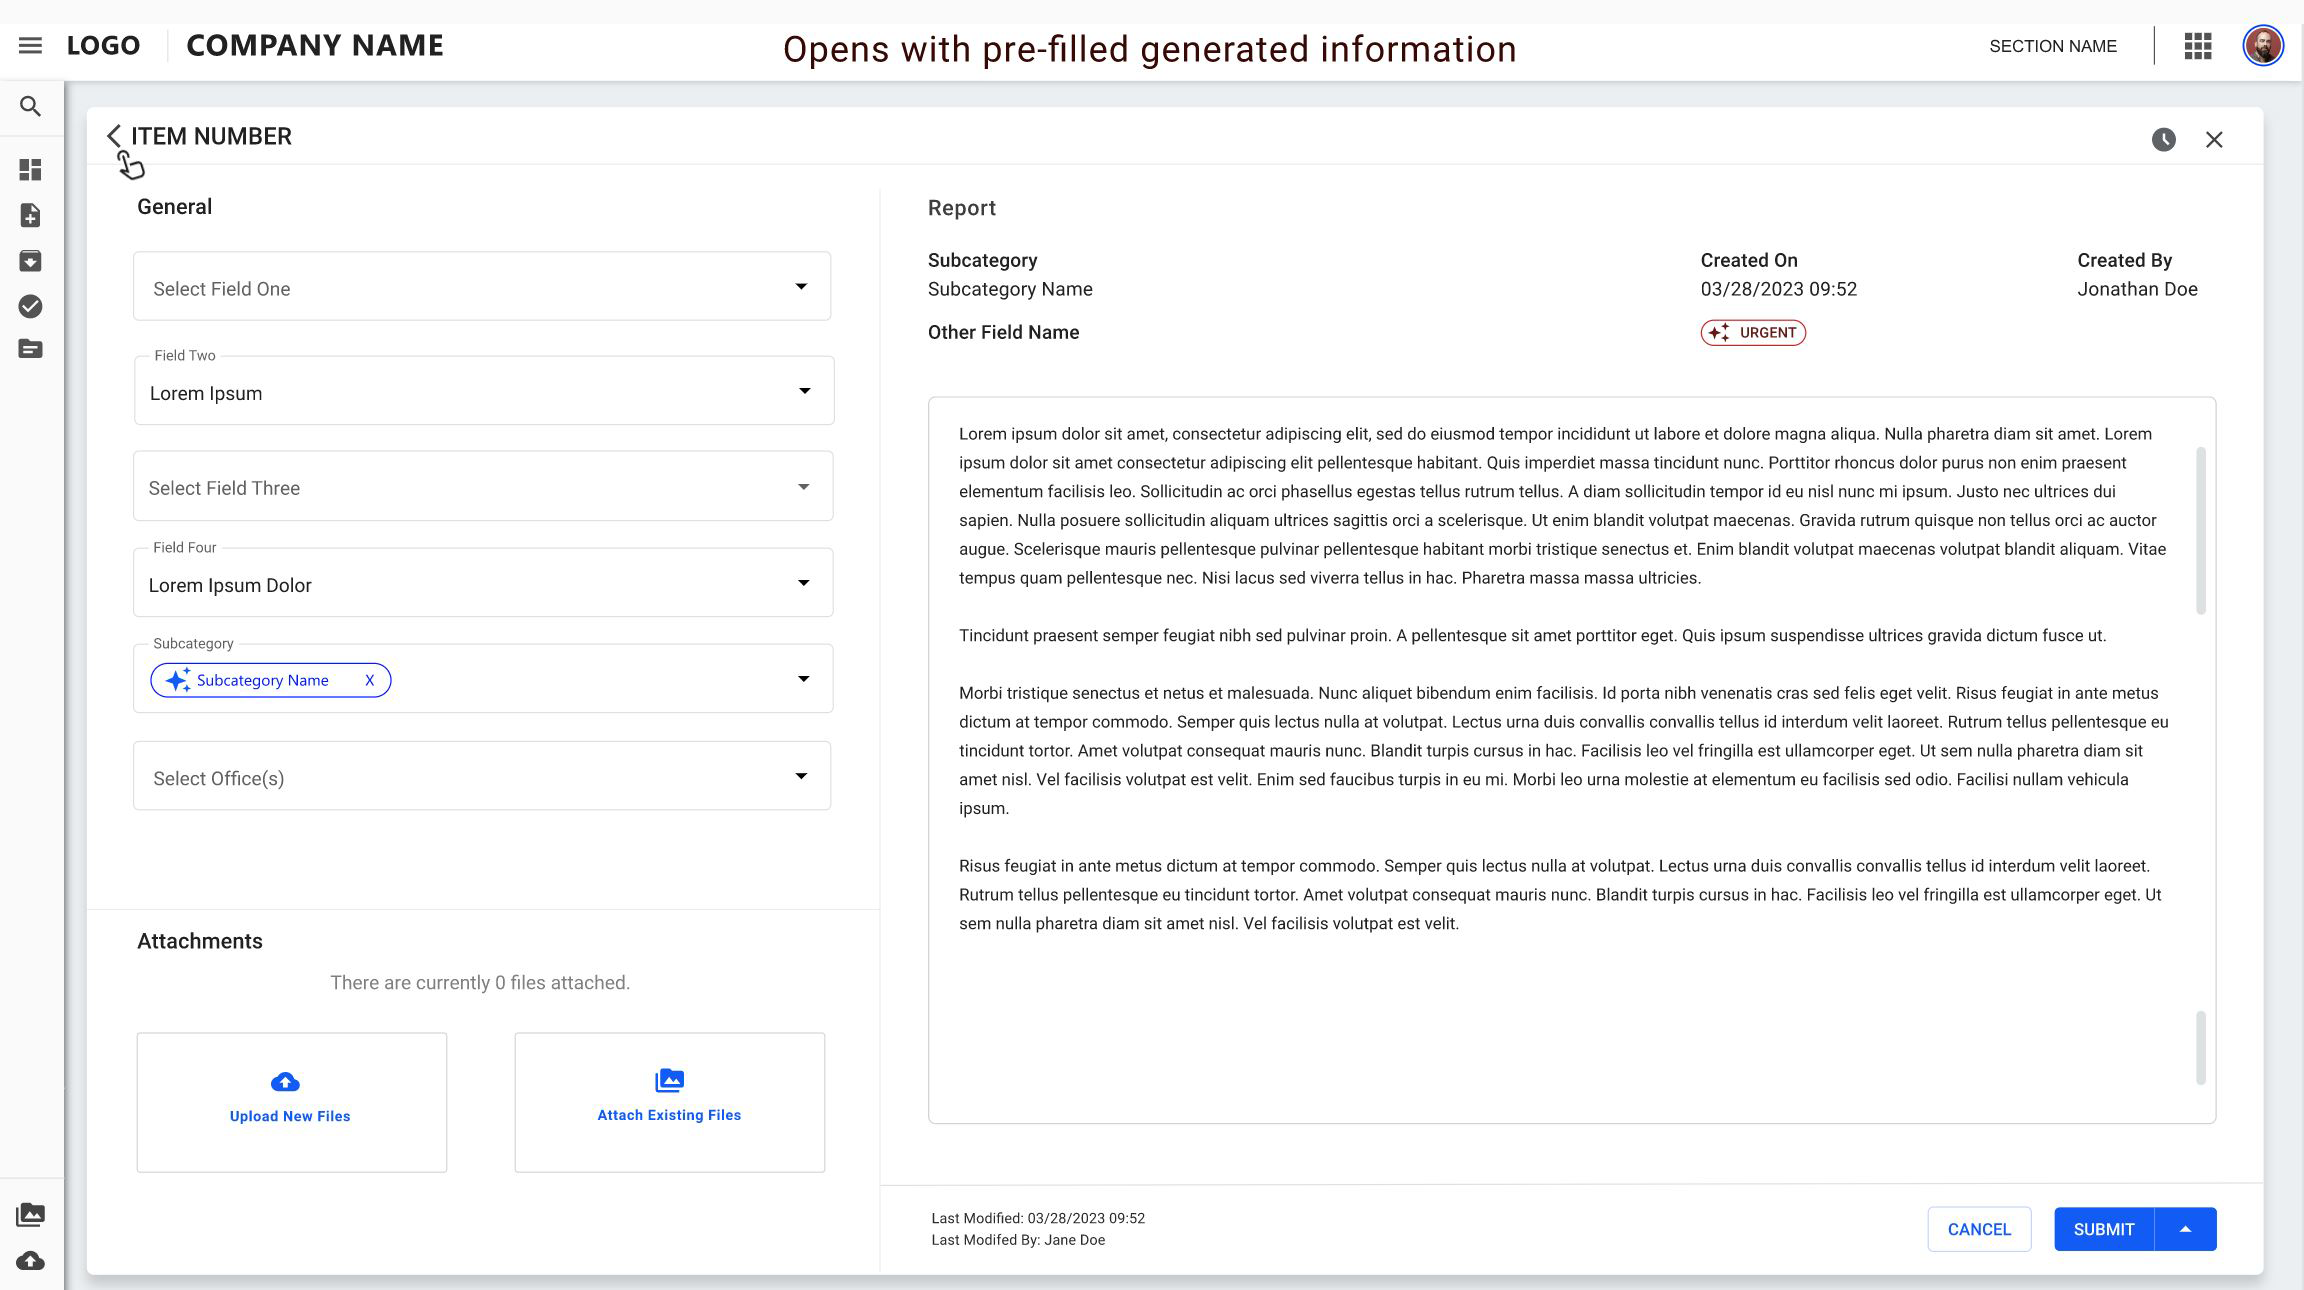 LOGO
COMPANY NAME
Opens with pre-filled generated information
SECTION NAME
ITEM NUMBER
General
Select Field One
Field Two
Lorem Ipsum
Select Field Three
Field Four
Lorem Ipsum Dolor
Subcategory
Subcategory Name X
Select Office(s)
Attachments
There are currently 0 files attached.
Upload New Files
Attach Existing Files
Report
Subcategory
Subcategory Name
Created On
03/28/2023 09:52
Created By
Jonathan Doe
Other Field Name
URGENT
Lorem ipsum dolor sit amet, consectetur adipiscing elit, sed do eiusmod tempor incididunt ut labore et dolore magna aliqua. Nulla pharetra diam sit amet. Lorem
ipsum dolor sit amet consectetur adipiscing elit pellentesque habitant. Quis imperdiet massa tincidunt nunc. Porttitor rhoncus dolor purus non enim praesent
elementum facilisis leo. Sollicitudin ac orci phasellus egestas tellus rutrum tellus. A diam sollicitudin tempor id eu nisl nunc mi ipsum. Justo nec ultrices dui
sapien. Nulla posuere sollicitudin aliquam ultrices sagittis orci a scelerisque. Ut enim blandit volutpat maecenas. Gravida rutrum quisque non tellus orci ac auctor
augue. Scelerisque mauris pellentesque pulvinar pellentesque habitant morbi tristique senectus et. Enim blandit volutpat maecenas volutpat blandit aliquam. Vitae
tempus quam pellentesque nec. Nisi lacus sed viverra tellus in hac. Pharetra massa massa ultricies.
Tincidunt praesent semper feugiat nibh sed pulvinar proin. A pellentesque sit amet porttitor eget. Quis ipsum suspendisse ultrices gravida dictum fusce ut.
Morbi tristique senectus et netus et malesuada. Nunc aliquet bibendum enim facilisis. Id porta nibh venenatis cras sed felis eget velit. Risus feugiat in ante metus
dictum at tempor commodo. Semper quis lectus nulla at volutpat. Lectus urna duis convallis convallis tellus id interdum velit laoreet. Rutrum tellus pellentesque eu
tincidunt tortor. Amet volutpat consequat mauris nunc. Blandit turpis cursus in hac. Facilisis leo vel fringilla est ullamcorper eget. Ut sem nulla pharetra diam sit
amet nisl. Vel facilisis volutpat est velit. Enim sed faucibus turpis in eu mi. Morbi leo urna molestie at elementum eu facilisis sed odio. Facilisi nullam vehicula
ipsum.
Risus feugiat in ante metus dictum at tempor commodo. Semper quis lectus nulla at volutpat. Lectus urna duis convallis convallis tellus id interdum velit laoreet.
Rutrum tellus pellentesque eu tincidunt tortor. Amet volutpat consequat mauris nunc. Blandit turpis cursus in hac. Facilisis leo vel fringilla est ullamcorper eget. Ut
sem nulla pharetra diam sit amet nisl. Vel facilisis volutpat est velit.
Last Modified: 03/28/2023 09:52
Last Modifed By: Jane Doe
CANCEL
SUBMIT